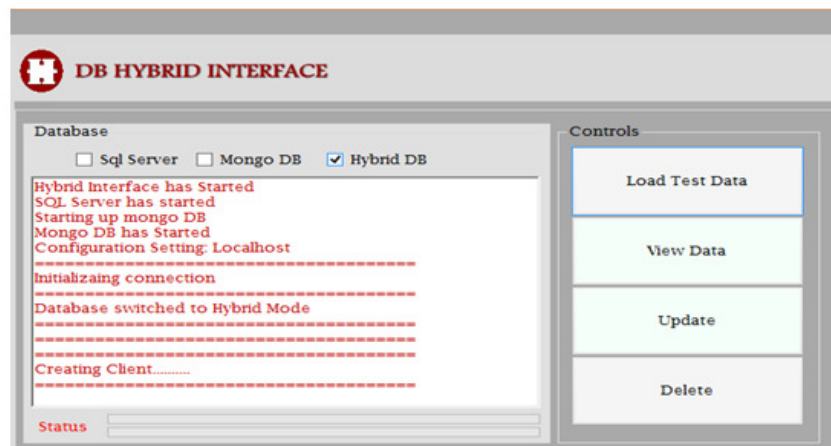 DB HYBRID INTERFACE
Database
Sql Server Mongo DB Hybrid DB
Hybrid Interface has Started
SQL Server has started
Starting up mongo DB
Mongo DB has Started
Configuration Setting: Localhost
================================================
Initializaing connection
================================================
Database switched to Hybrid Mode
================================================
================================================
================================================
Creating Client..........
================================================
Status
Controls
Load Test Data
View Data
Update
Delete